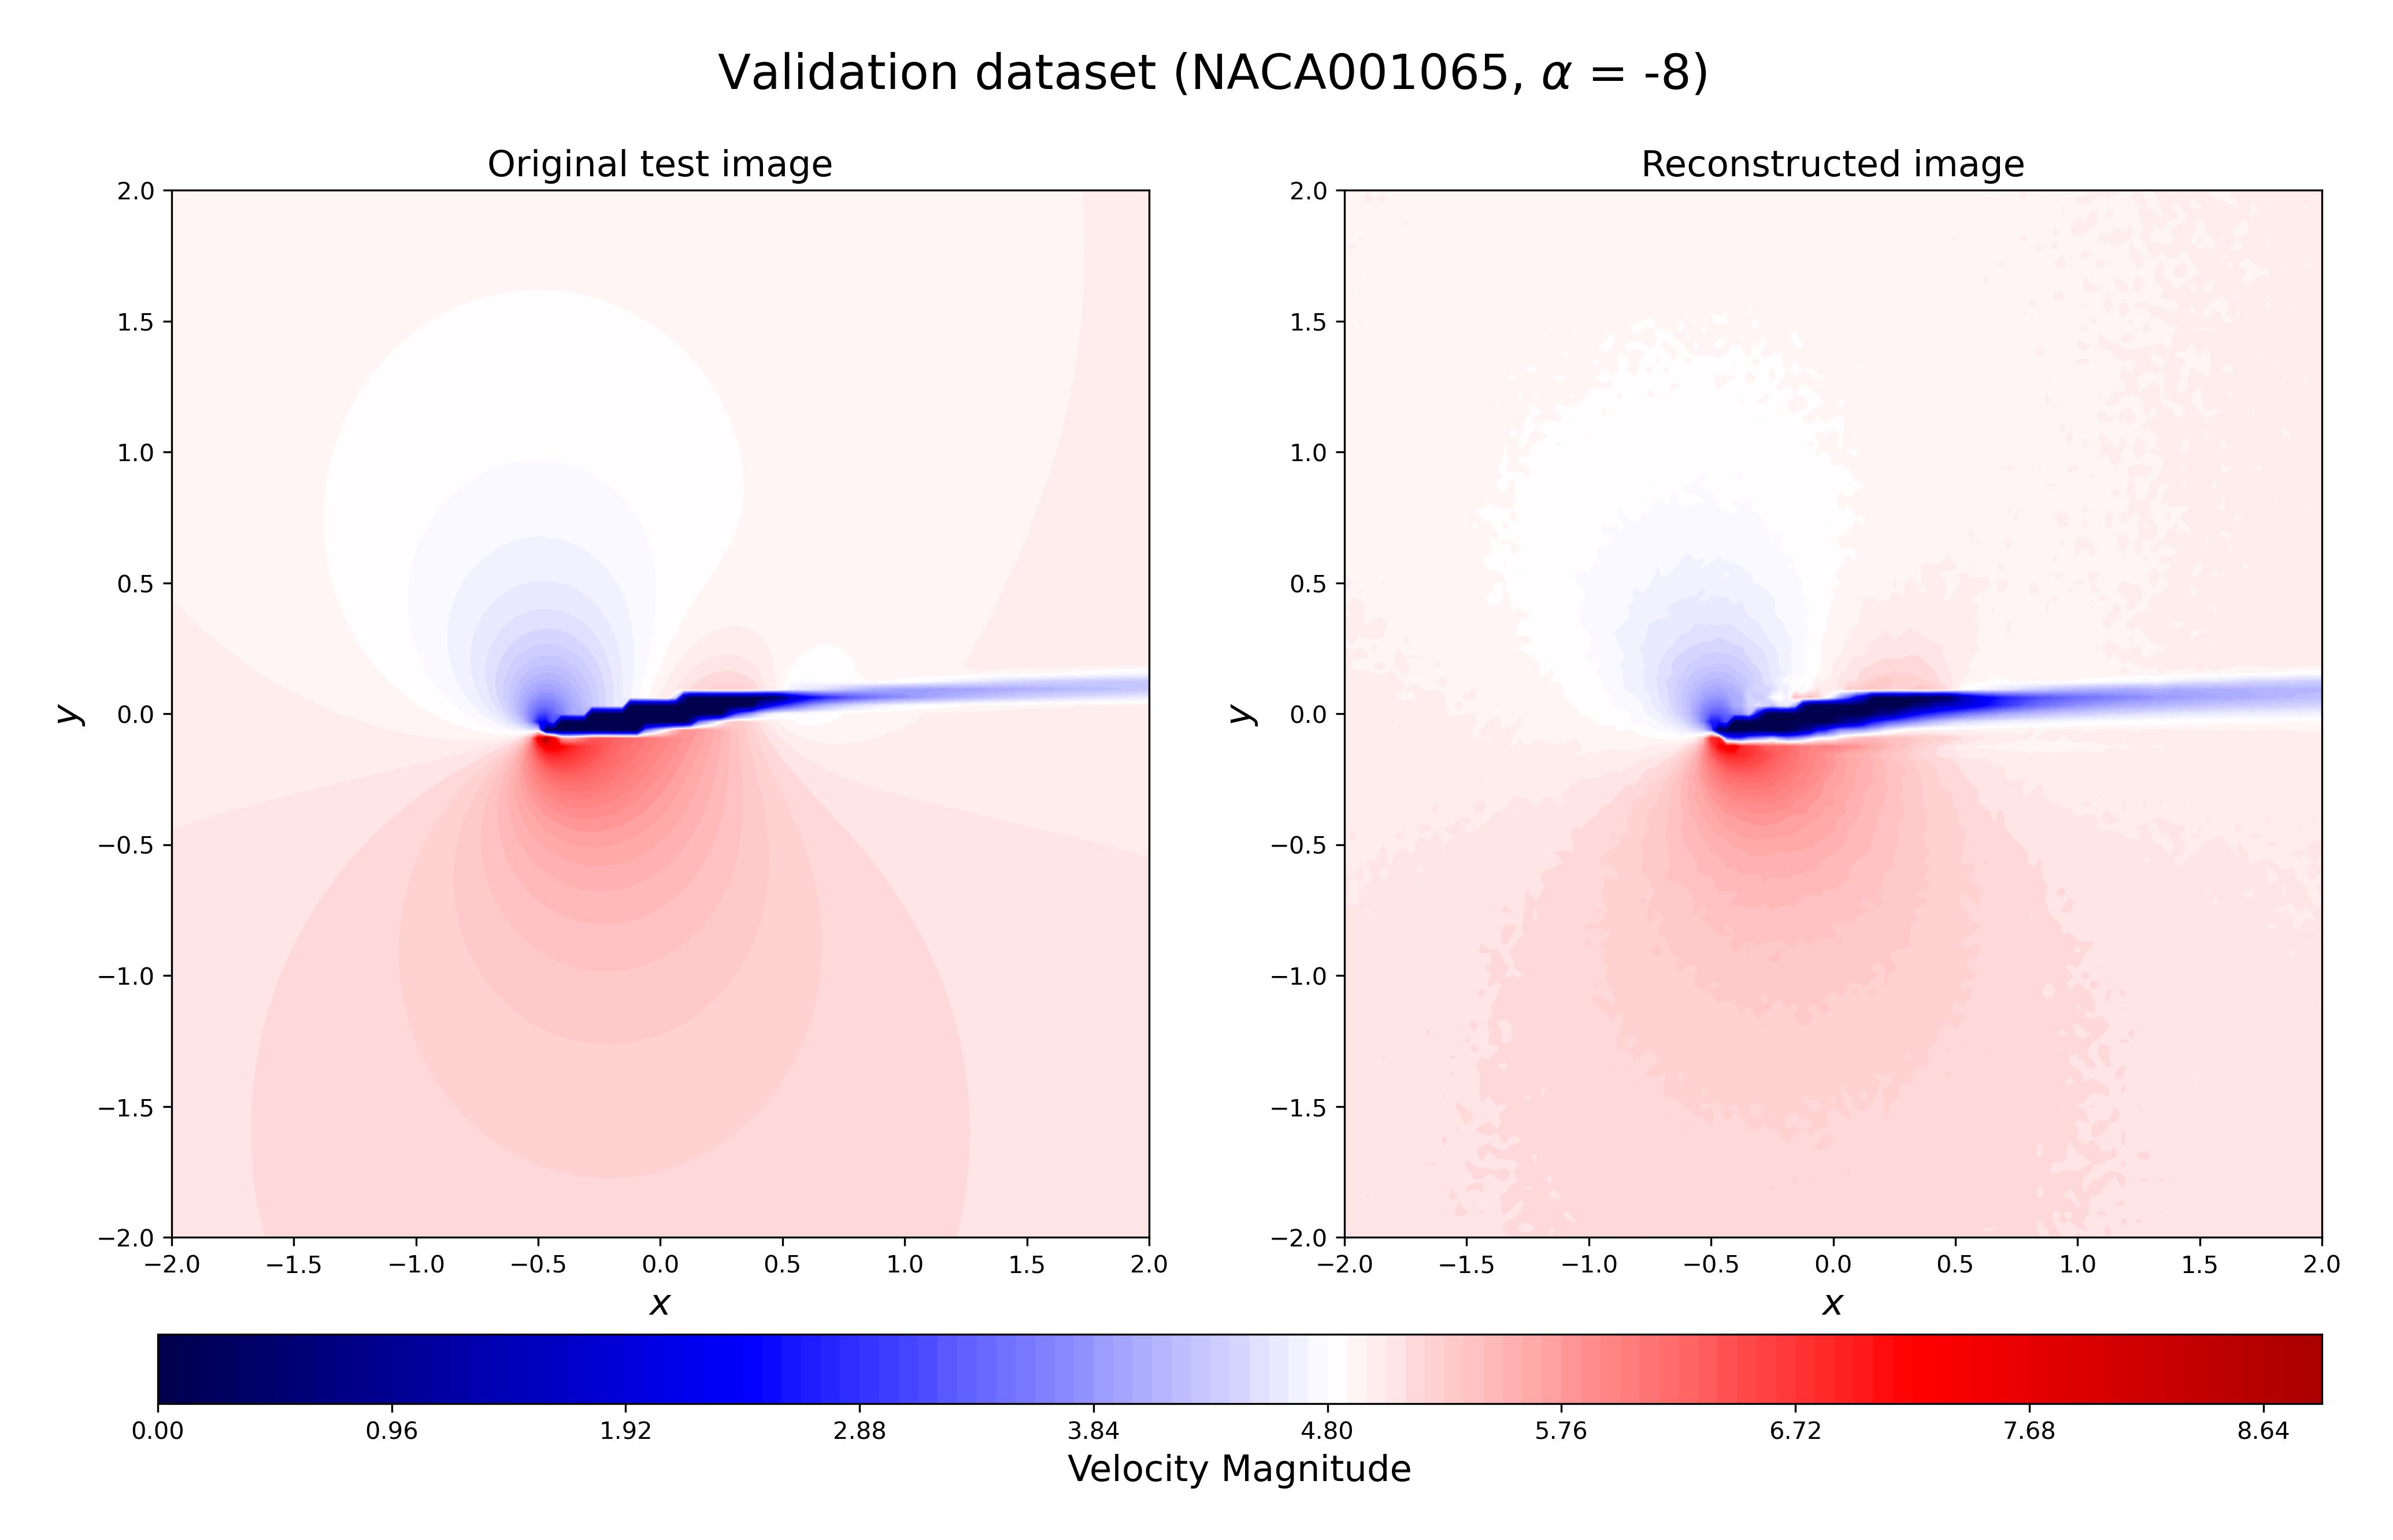 Validation dataset (NACA001065, α = -8)
Original test image
Reconstructed image
2.0
1.5
1.0
0.5
0.0
−0.5
−1.0
−1.5
−2.0
y
−2.0 −1.5 −1.0 −0.5 0.0 0.5 1.0 1.5 2.0
x
2.0
1.5
1.0
0.5
0.0
−0.5
−1.0
−1.5
−2.0
y
−2.0 −1.5 −1.0 −0.5 0.0 0.5 1.0 1.5 2.0
x
0.00 0.96 1.92 2.88 3.84 4.80 5.76 6.72 7.68 8.64
Velocity Magnitude